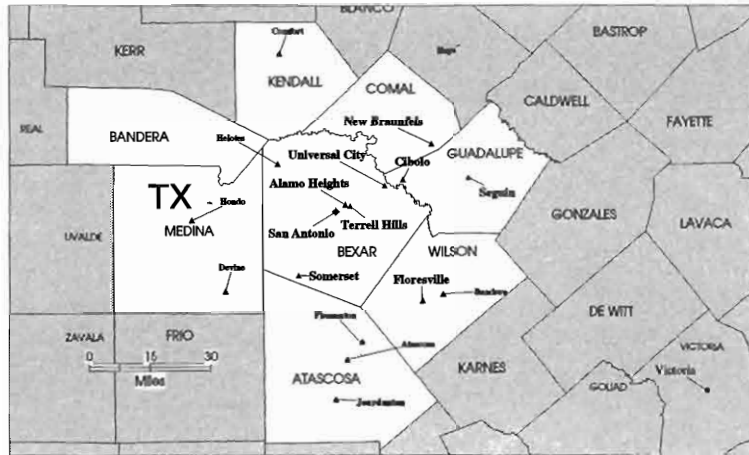 BLANCO
BASTROP
KERR
Comfort
Hays
KENDALL
COMAL
CALDWELL
REAL
FAYETTE
New Braunfels
BANDERA
Helotes
Universal City
Cibolo
GUADALUPE
TX
Alamo Heights
Seguin
Hondo
GONZALES
LAVACA
MEDINA
San Antonio
Terrell Hills
UVALDE
BEXAR
WILSON
Devine
Somerset
Floresville
DE WITT
Pleasanton
ZAVALA
FRIO
VICTORIA
0 15 30
Miles
KARNES
Victoria
ATASCOSA
GOLIAD
Jourdanton